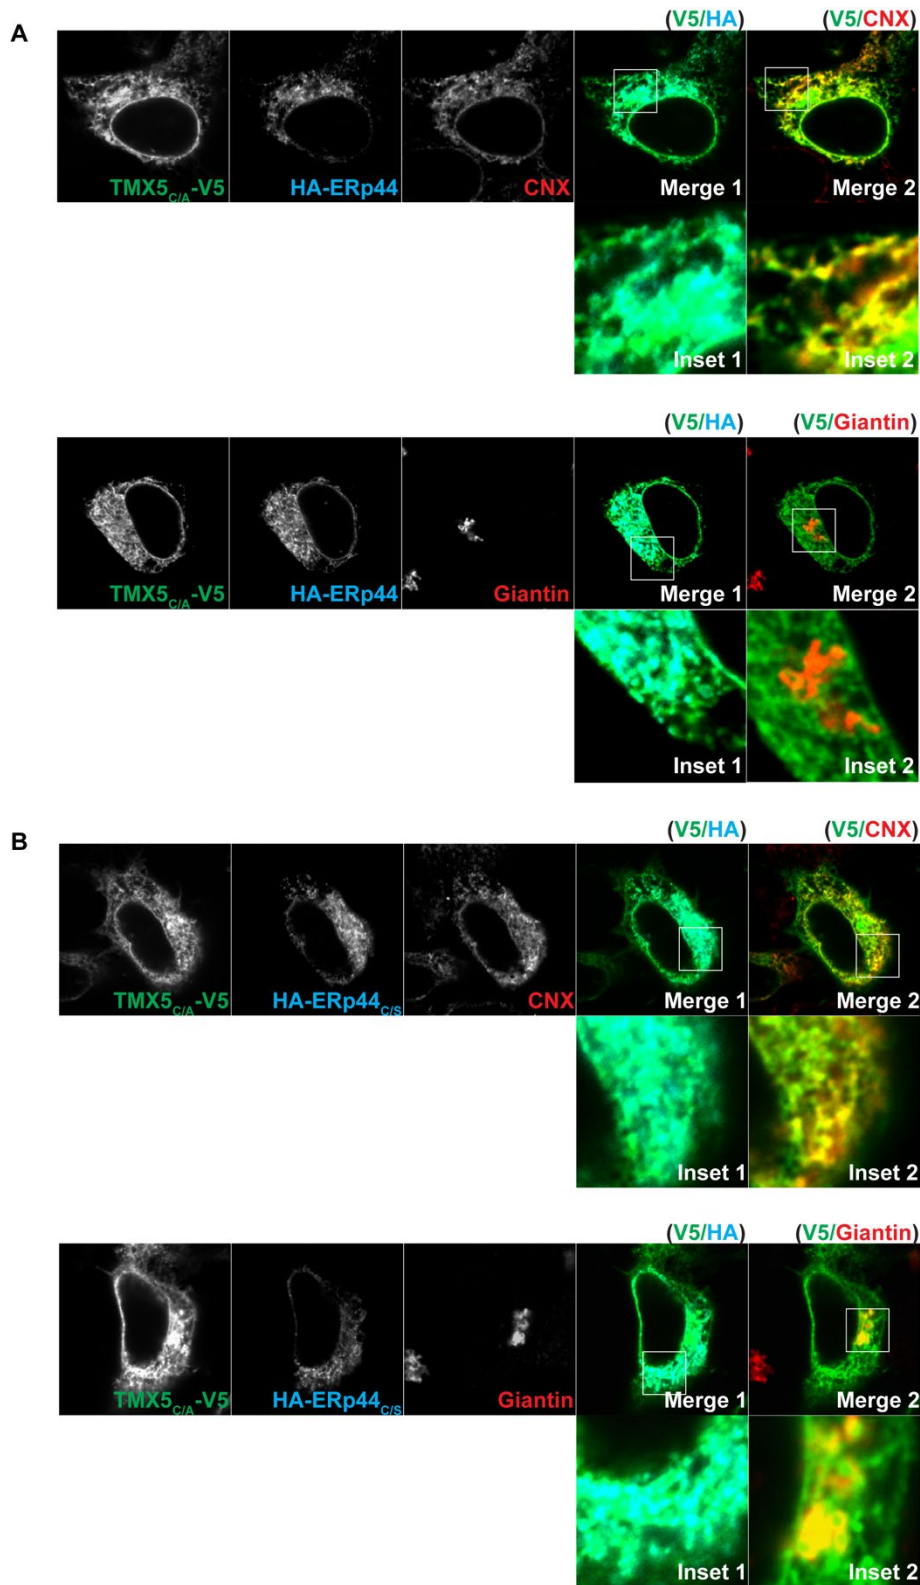 A
(V5/HA) (V5/CNX)
TMX5C/A-V5 HA-ERp44 CNX Merge 1 Merge 2
Inset 1 Inset 2
(V5/HA) (V5/Giantin)
TMX5C/A-V5 HA-ERp44 Giantin Merge 1 Merge 2
Inset 1 Inset 2
B
(V5/HA) (V5/CNX)
TMX5C/A-V5 HA-ERp44C/S CNX Merge 1 Merge 2
Inset 1 Inset 2
(V5/HA) (V5/Giantin)
TMX5C/A-V5 HA-ERp44C/S Giantin Merge 1 Merge 2
Inset 1 Inset 2